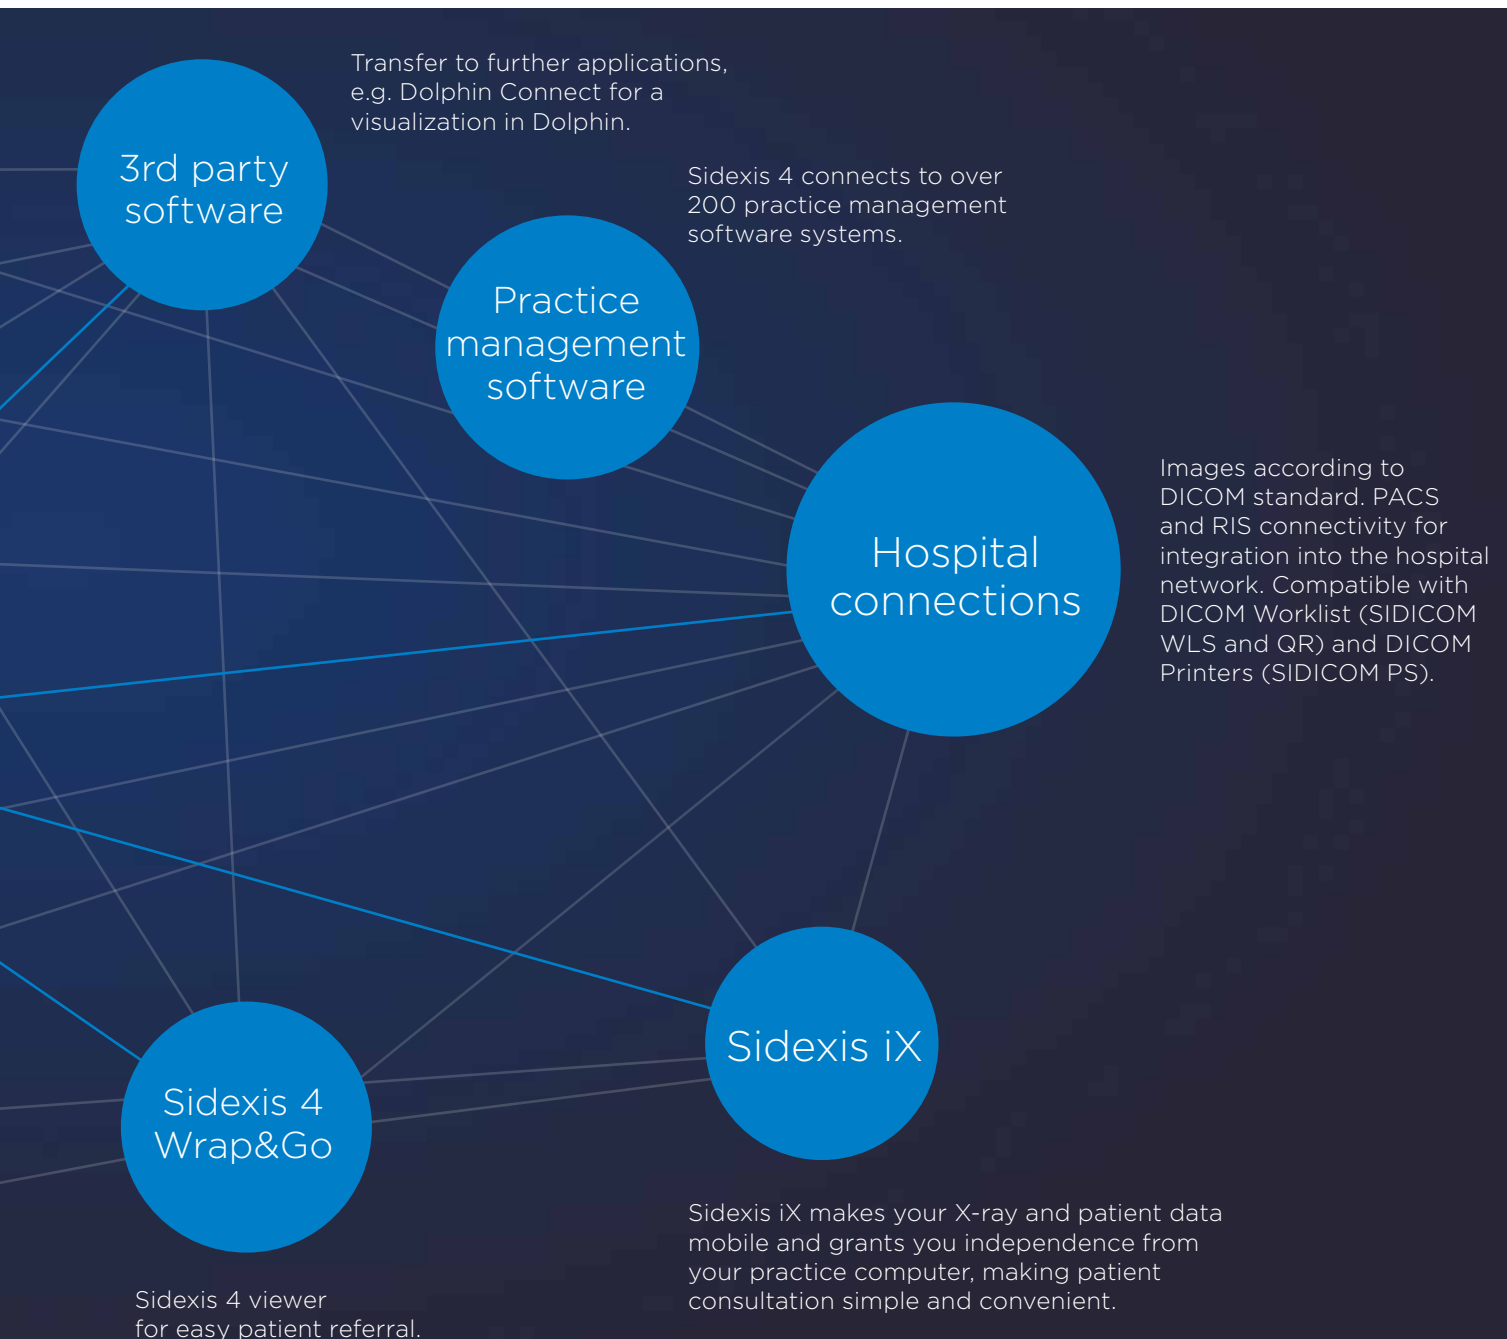 Transfer to further applications,
e.g. Dolphin Connect for a
visualization in Dolphin.
3rd party
software
Sidexis 4 connects to over
200 practice management
software systems.
Practice
management
software
Images according to
DICOM standard. PACS
and RIS connectivity for
integration into the hospital
network. Compatible with
DICOM Worklist (SIDICOM
WLS and QR) and DICOM
Printers (SIDICOM PS).
Hospital
connections
Sidexis iX
Sidexis 4
Wrap&Go
Sidexis iX makes your X-ray and patient data
mobile and grants you independence from
your practice computer, making patient
consultation simple and convenient.
Sidexis 4 viewer
for easy patient referral.